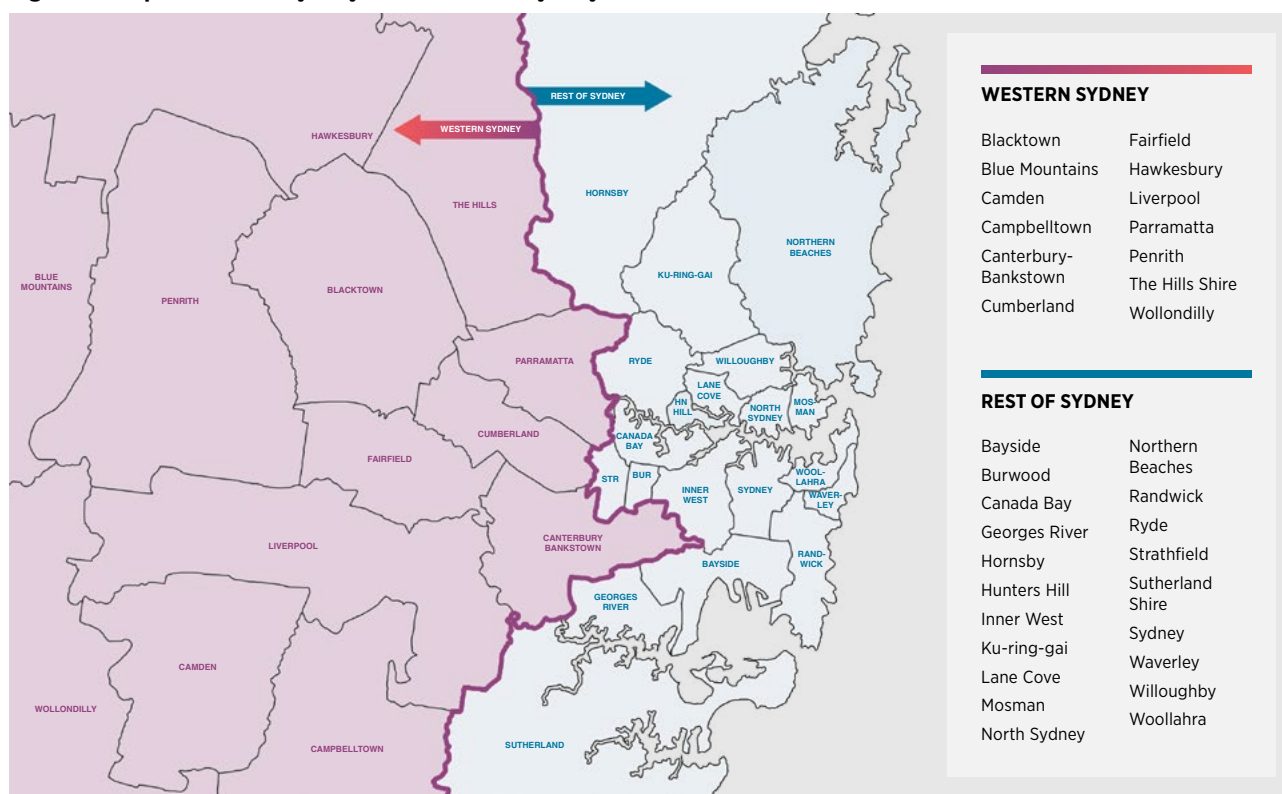 REST OF SYDNEY
WESTERN SYDNEY
HAWKESBURY
THE HILLS
HORNSBY
NORTHERN
BEACHES
KU-RING-GAI
BLUE
MOUNTAINS
PENRITH
BLACKTOWN
PARRAMATTA
RYDE
WILLOUGHBY
LANE
COVE
HN
HILL
NORTH
SYDNEY
MOS-
MAN
CUMBERLAND
CANADA
BAY
FAIRFIELD
STR
BUR
INNER
WEST
SYDNEY
WOOL-
LAHRA
WAVER-
LEY
LIVERPOOL
CANTERBURY
BANKSTOWN
BAYSIDE
RAND-
WICK
GEORGES
RIVER
CAMDEN
WOLLONDILLY
CAMPBELLTOWN
SUTHERLAND
WESTERN SYDNEY
Blacktown
Blue Mountains
Camden
Campbelltown
Canterbury-
Bankstown
Cumberland
Fairfield
Hawkesbury
Liverpool
Parramatta
Penrith
The Hills Shire
Wollondilly
REST OF SYDNEY
Bayside
Burwood
Canada Bay
Georges River
Hornsby
Hunters Hill
Inner West
Ku-ring-gai
Lane Cove
Mosman
North Sydney
Northern
Beaches
Randwick
Ryde
Strathfield
Sutherland
Shire
Sydney
Waverley
Willoughby
Woollahra